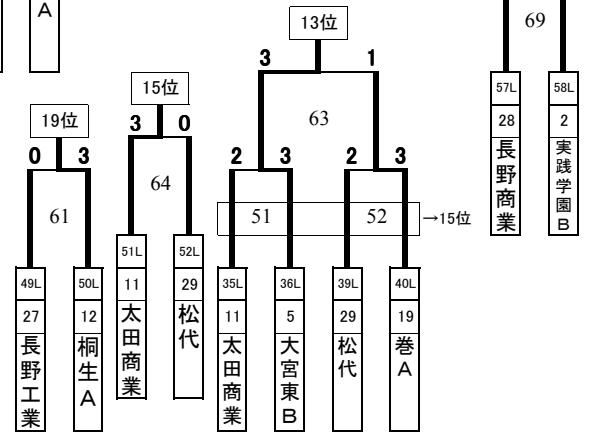 A
69
57L
58L
28
2
長野商業
実践学園B
13位
3
1
63
2
3
2
3
51
52
→15位
35L
36L
39L
40L
11
5
29
19
太田商業
大宮東B
松代
巻A
15位
3
0
64
51L
52L
11
29
太田商業
松代
19位
0
3
61
49L
50L
27
12
長野工業
桐生A